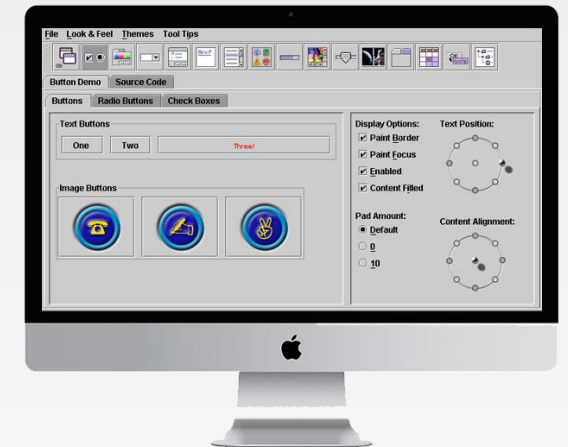 File Look & Feel Themes Tool Tips
Button Demo Source Code
Buttons Radio Buttons Check Boxes
Text Buttons
One Two Three!
Image Buttons
Display Options:
Paint Border
Paint Focus
Enabled
Content Filled
Pad Amount:
Default
0
10
Text Position:
Content Alignment: